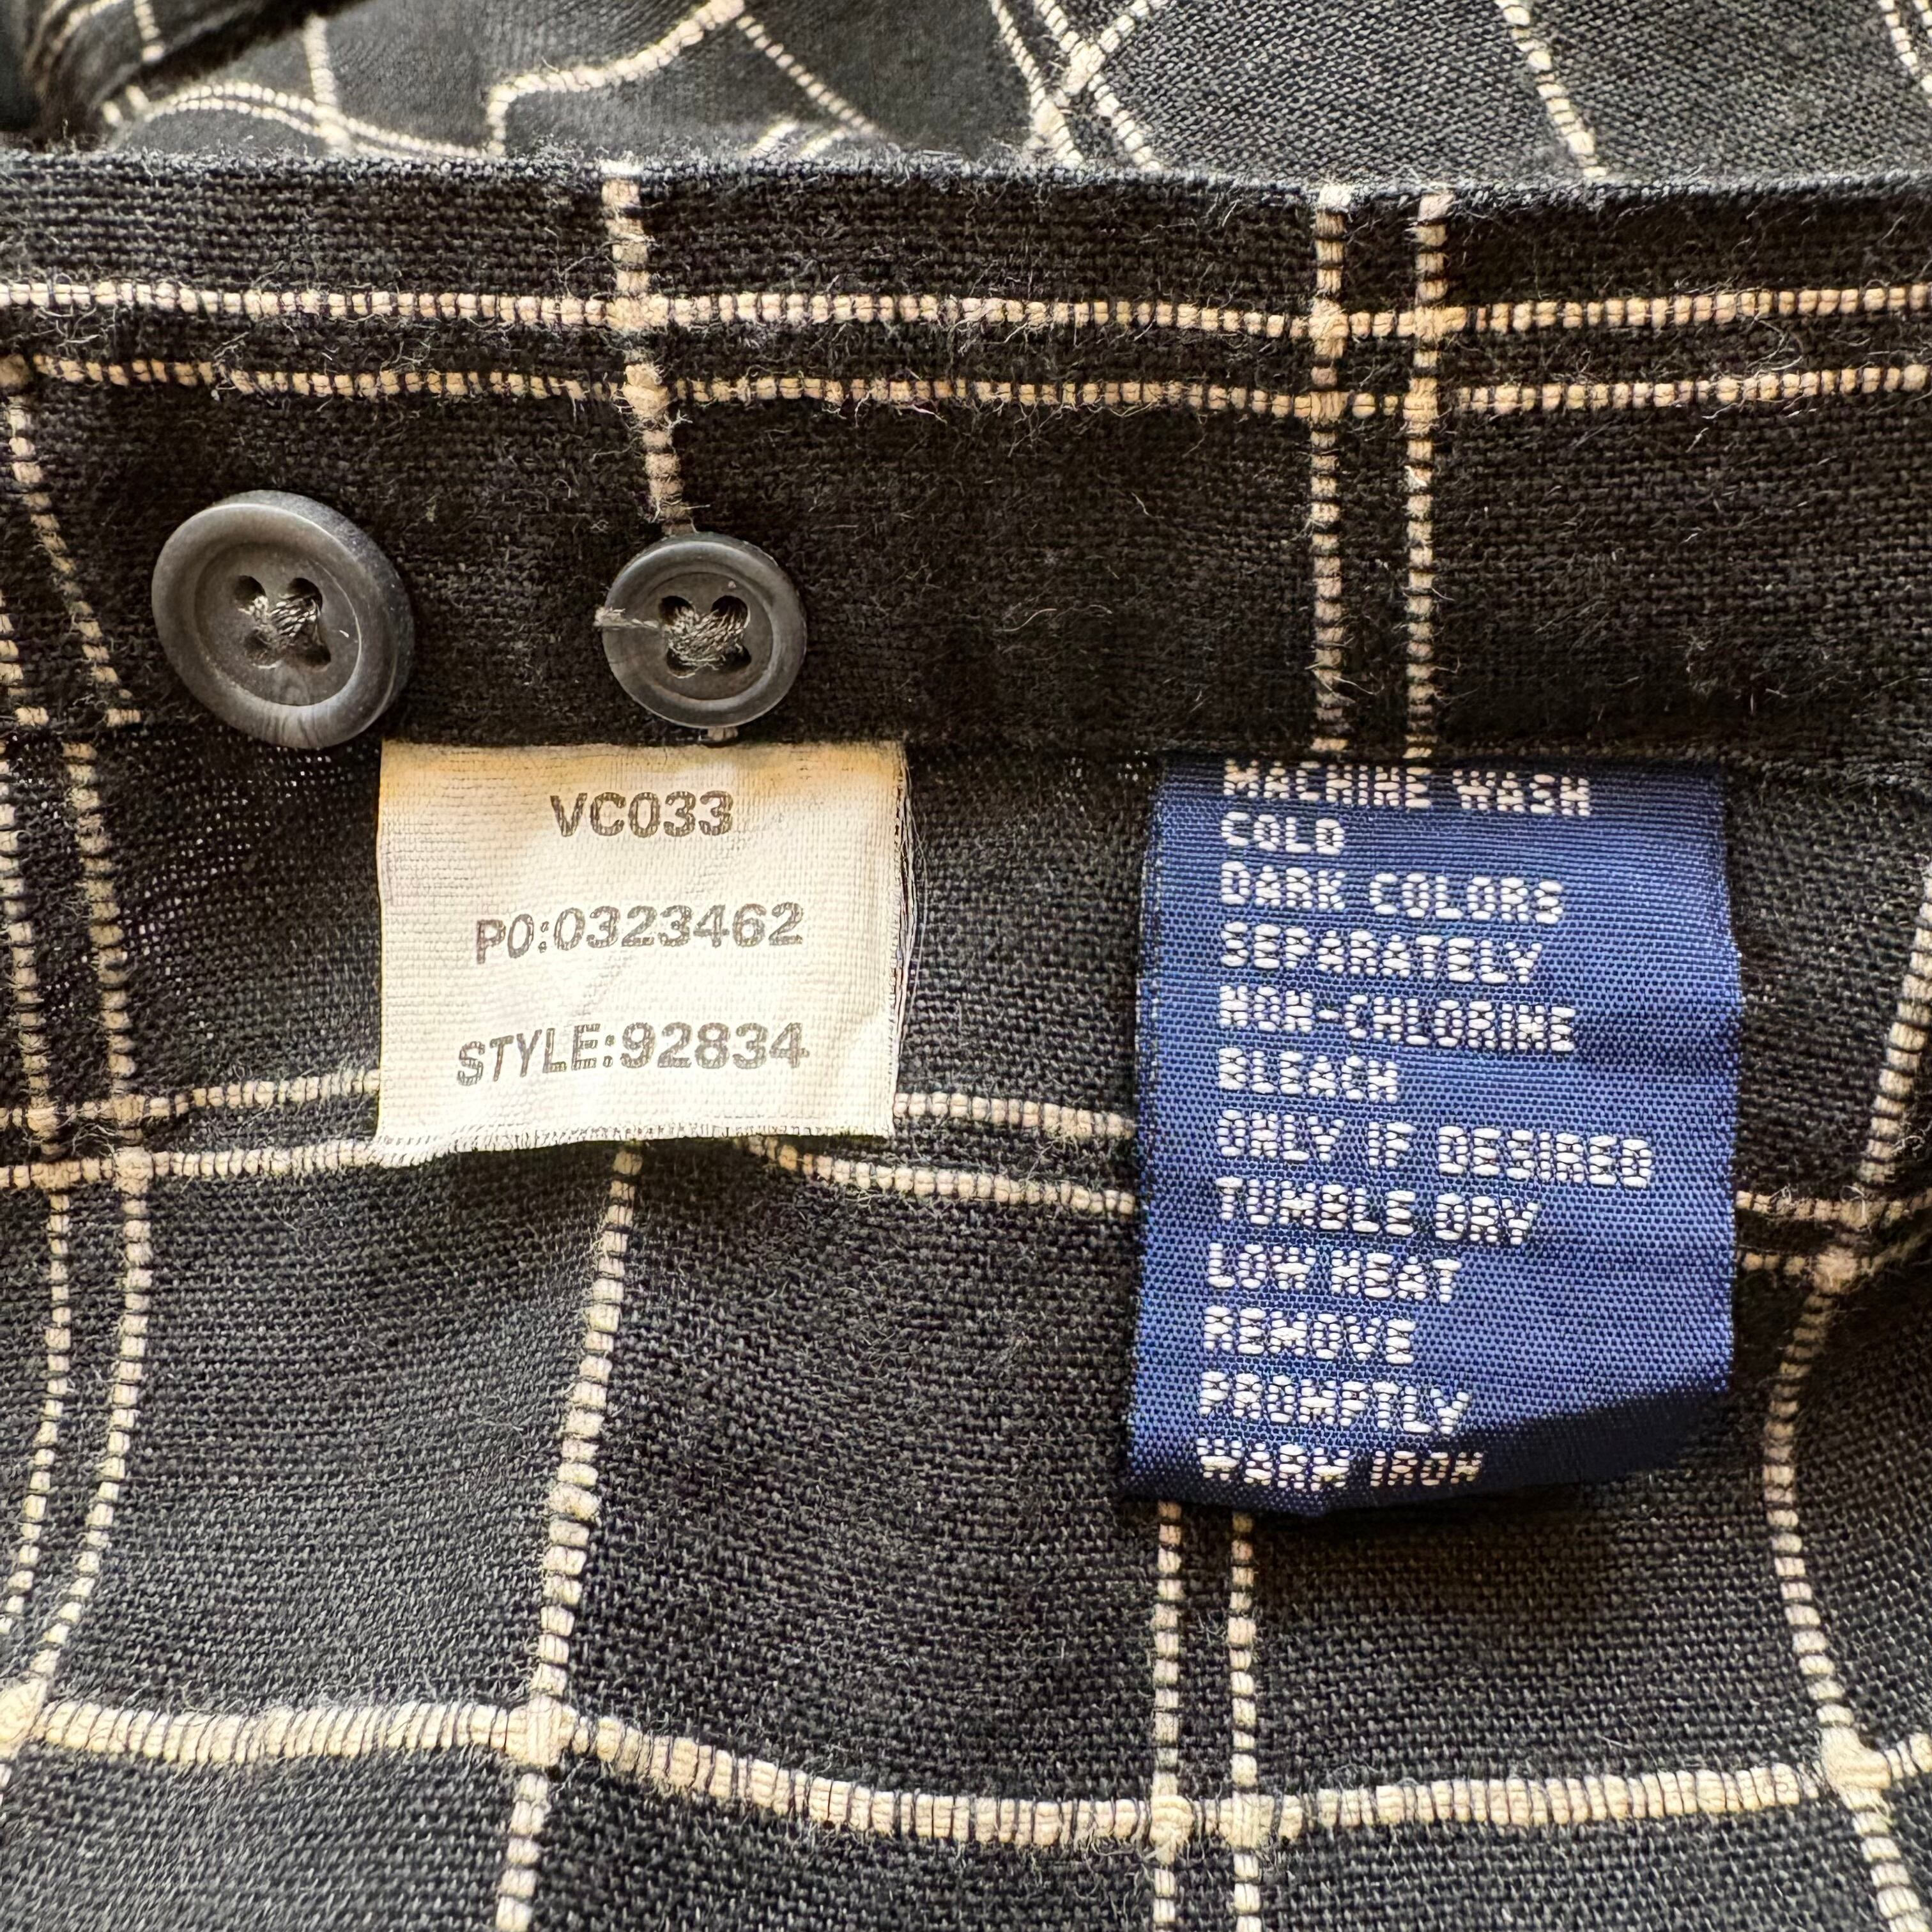 VC033
PO:0323462
STYLE:92834
MACHINE WASH
COLD
DARK COLORS
SEPARATELY
NON-CHLORINE
BLEACH
ONLY IF DESIRED
TUMBLE DRY
LOW HEAT
REMOVE
PROMPTLY
WARM IRON